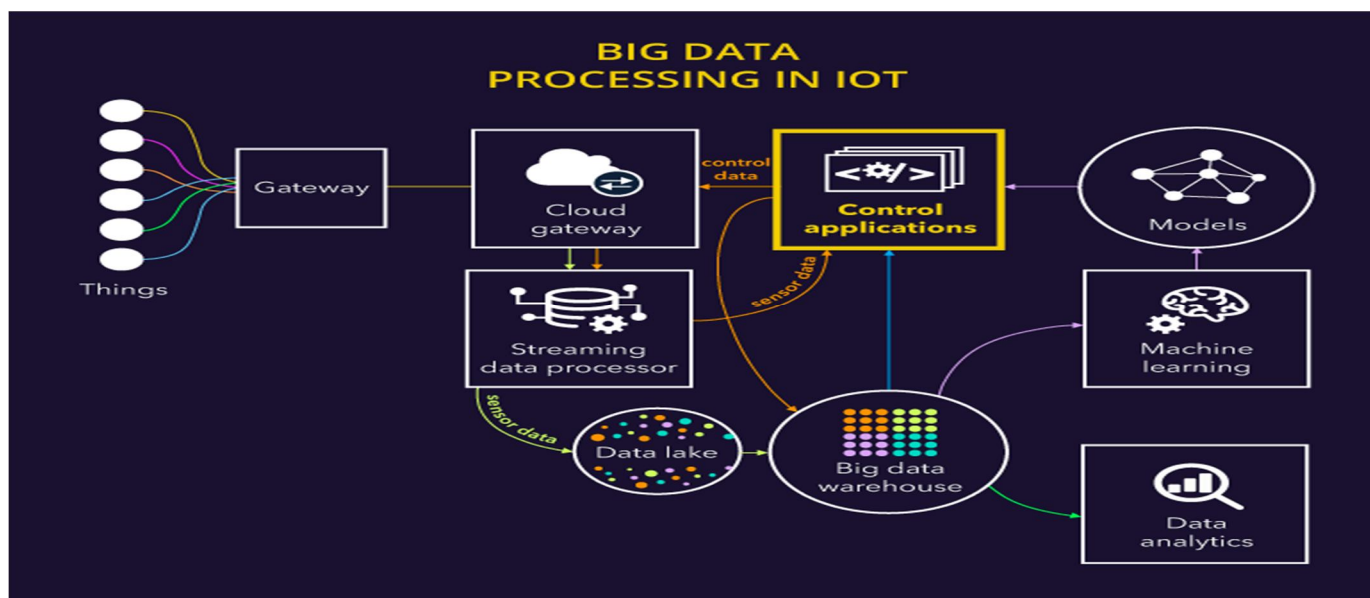 BIG DATA
PROCESSING IN IOT
Things
Gateway
Cloud
gateway
control
data
</>
Control
applications
Models
Streaming
data processor
sensor data
Machine
learning
sensor data
Data lake
Big data
warehouse
Data
analytics